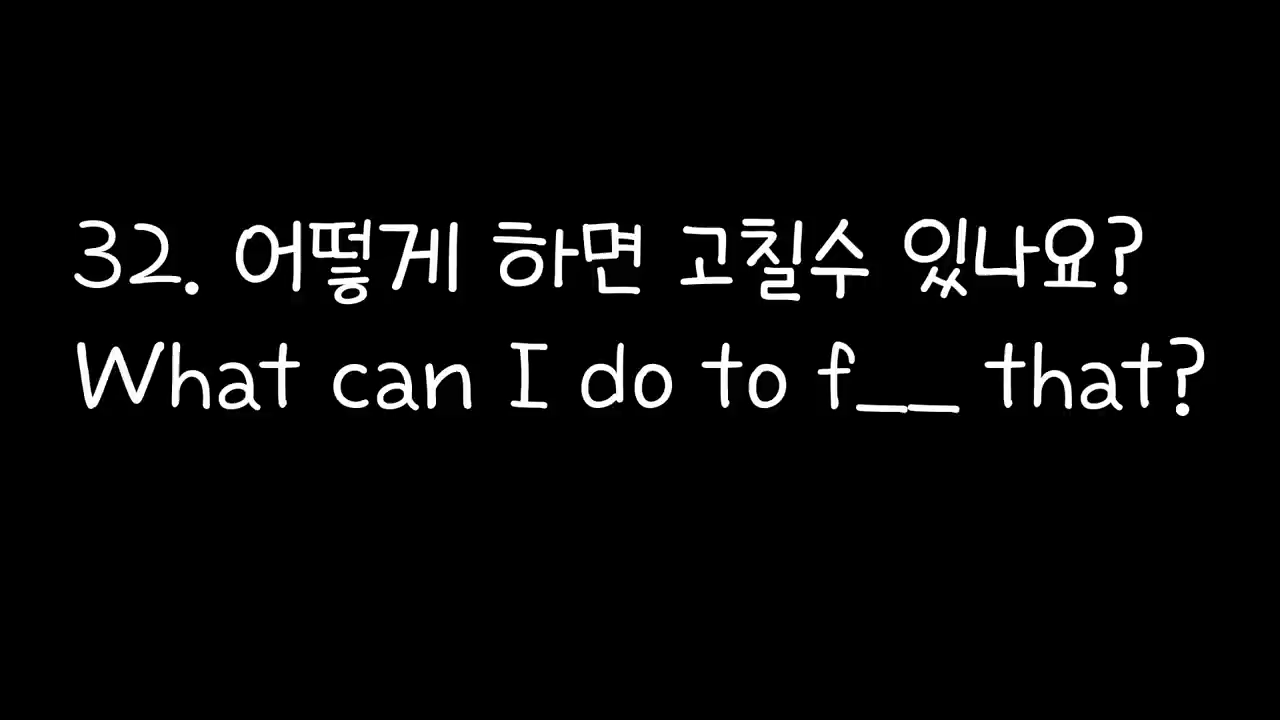 32. 어떻게 하면 고칠수 있나요?
What can I do to f__ that?